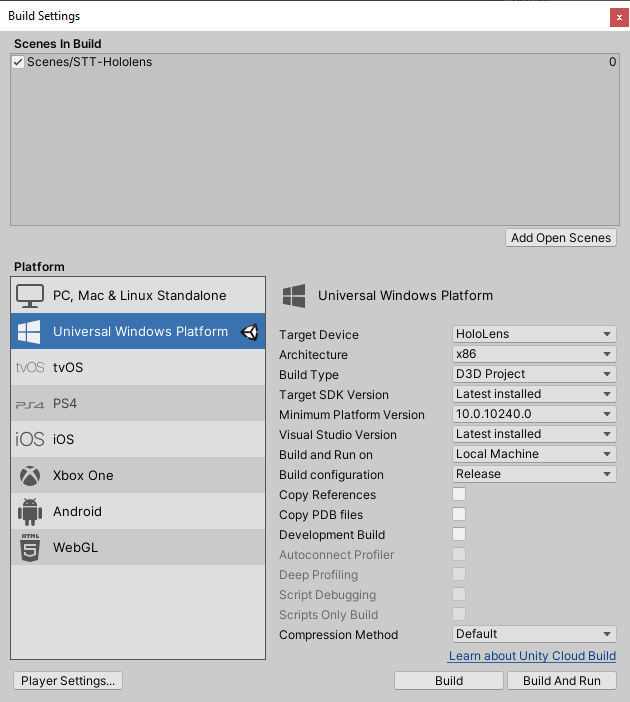 Build Settings
x
Scenes In Build
Scenes/STT-Hololens 0
Add Open Scenes
Platform
PC, Mac & Linux Standalone
Universal Windows Platform
tvOS tvOS
PS4 PS4
iOS iOS
Xbox One
Android
HTML 5 WebGL
Universal Windows Platform
Target Device HoloLens
Architecture x86
Build Type D3D Project
Target SDK Version Latest installed
Minimum Platform Version 10.0.10240.0
Visual Studio Version Latest installed
Build and Run on Local Machine
Build configuration Release
Copy References
Copy PDB files
Development Build
Autoconnect Profiler
Deep Profiling
Script Debugging
Scripts Only Build
Compression Method Default
Learn about Unity Cloud Build
Player Settings... Build Build And Run